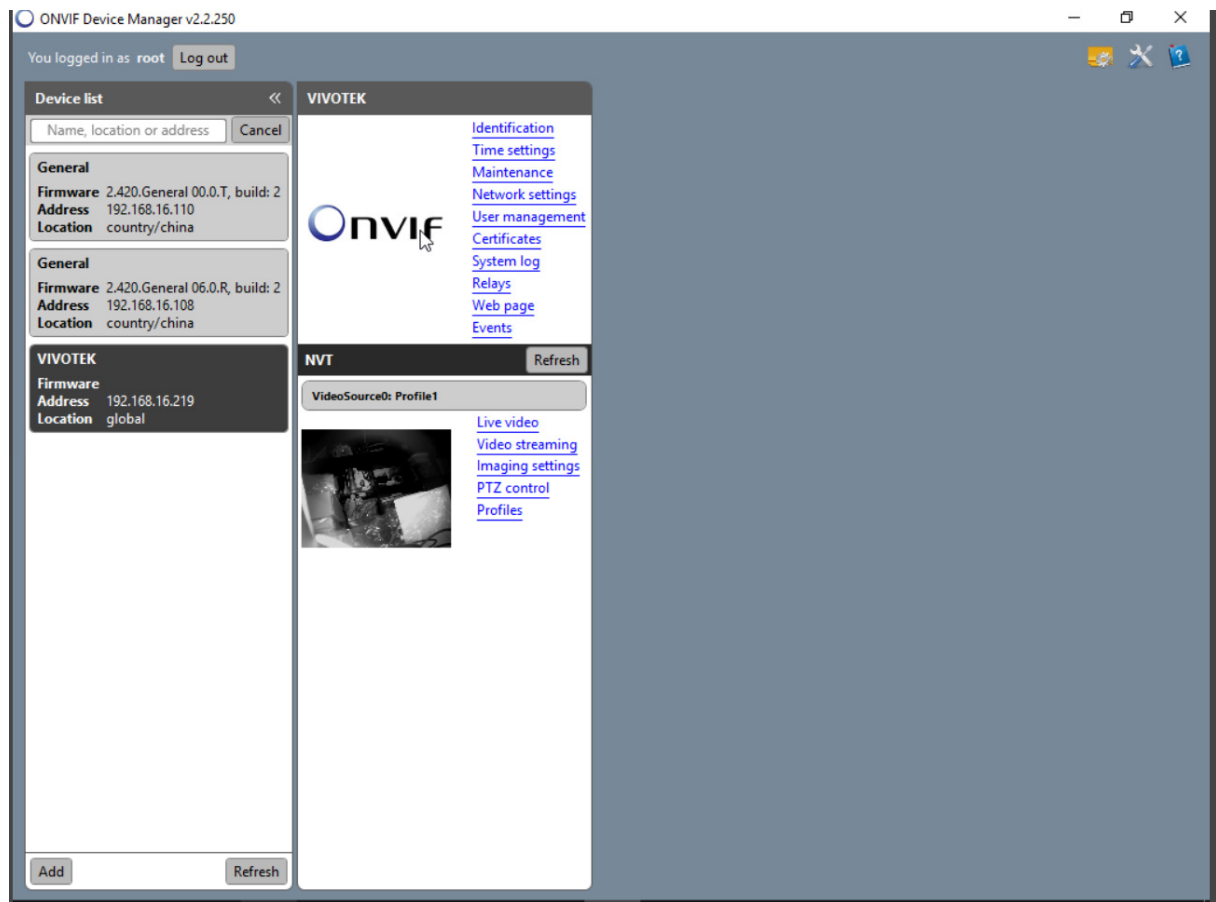 ONVIF Device Manager v2.2.250
You logged in as root Log out
Device list «
Name, location or address Cancel
General
Firmware 2.420.General 00.0.T, build: 2
Address 192.168.16.110
Location country/china
General
Firmware 2.420.General 06.0.R, build: 2
Address 192.168.16.108
Location country/china
VIVOTEK
Firmware
Address 192.168.16.219
Location global
Add Refresh
VIVOTEK
Onvif
Identification
Time settings
Maintenance
Network settings
User management
Certificates
System log
Relays
Web page
Events
NVT Refresh
VideoSource0: Profile1
Live video
Video streaming
Imaging settings
PTZ control
Profiles